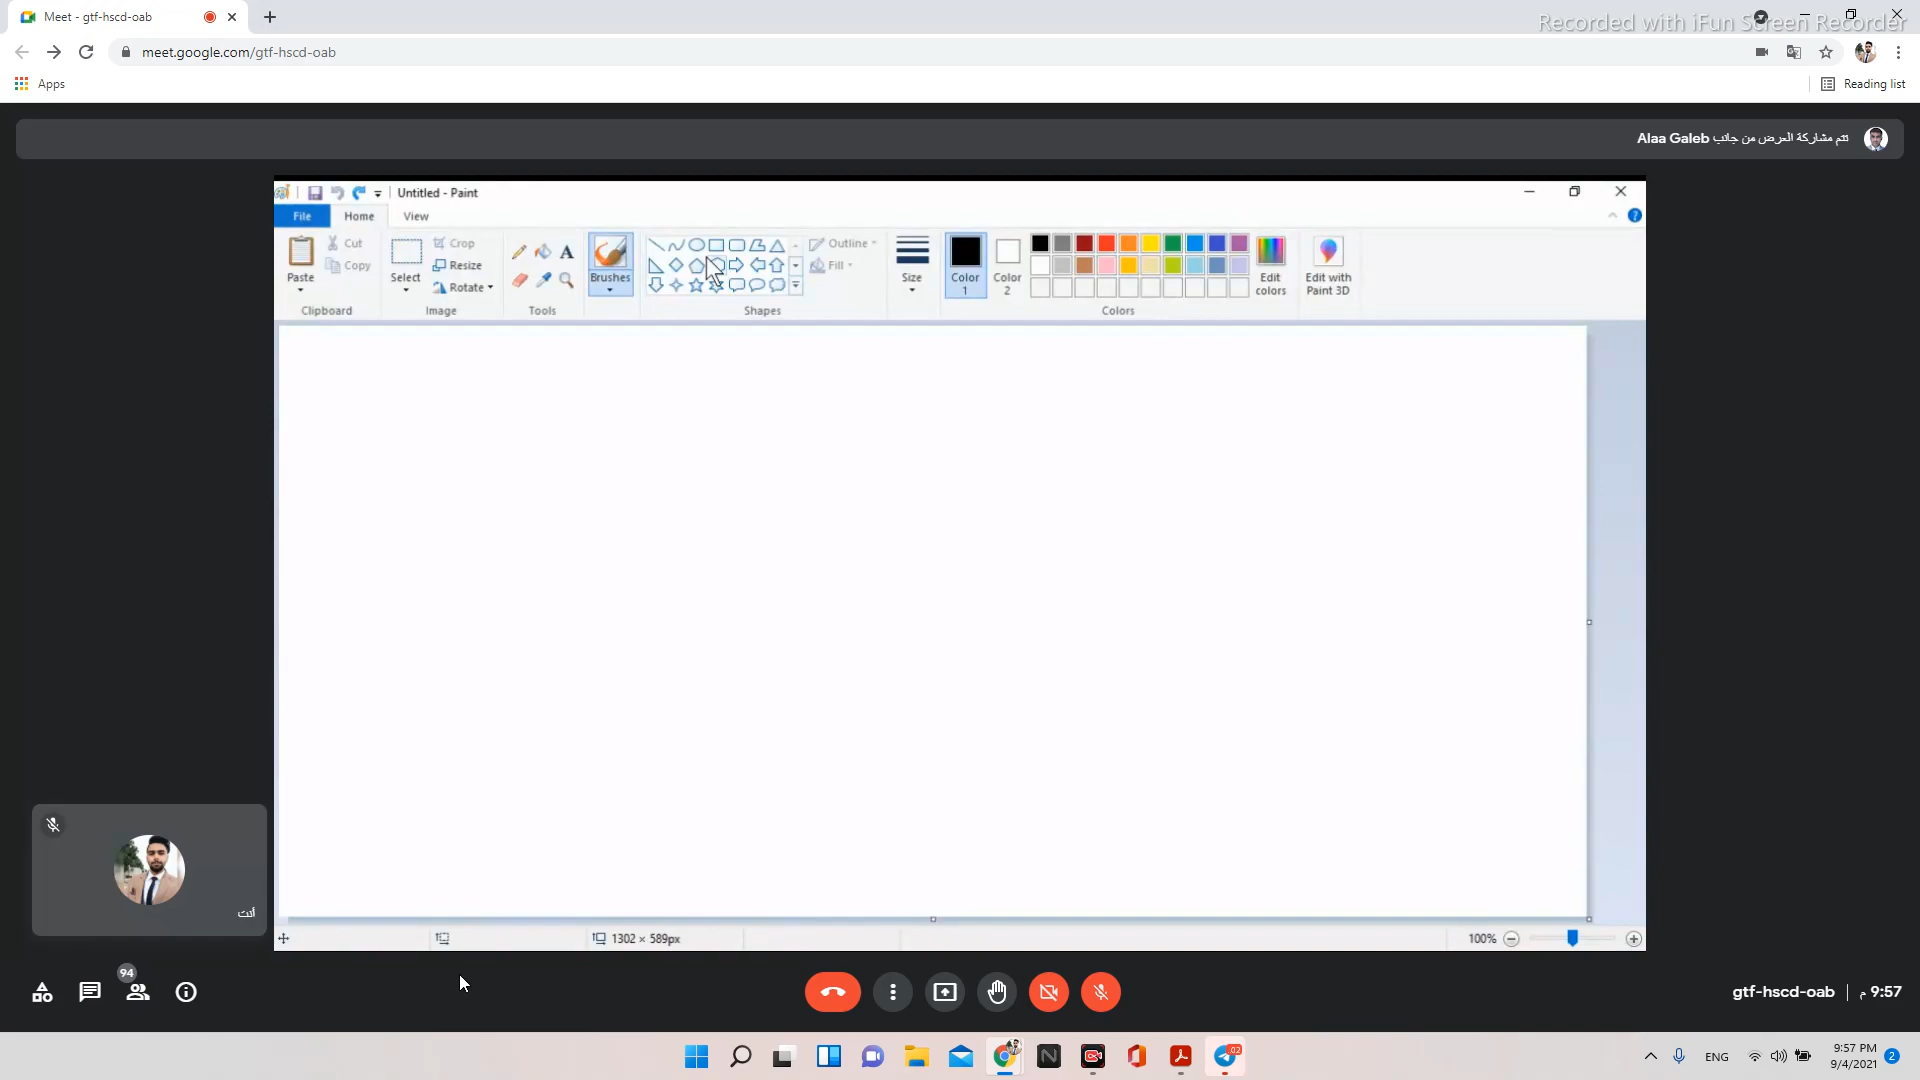 Meet - gtf-hscd-oab
Recorded with iFun Screen Recorder
meet.google.com/gtf-hscd-oab
Apps
Reading list
تتم مشاركة العرض من جانب Alaa Galeb
Untitled - Paint
File
Home
View
Paste
Cut
Copy
Clipboard
Select
Crop
Resize
Rotate
Image
A
Tools
Brushes
Shapes
Outline
Fill
Size
Color 1
Color 2
Colors
Edit colors
Edit with Paint 3D
أنت
1302 × 589px
100%
94
gtf-hscd-oab
9:57 م
02
ENG
9:57 PM
9/4/2021
2